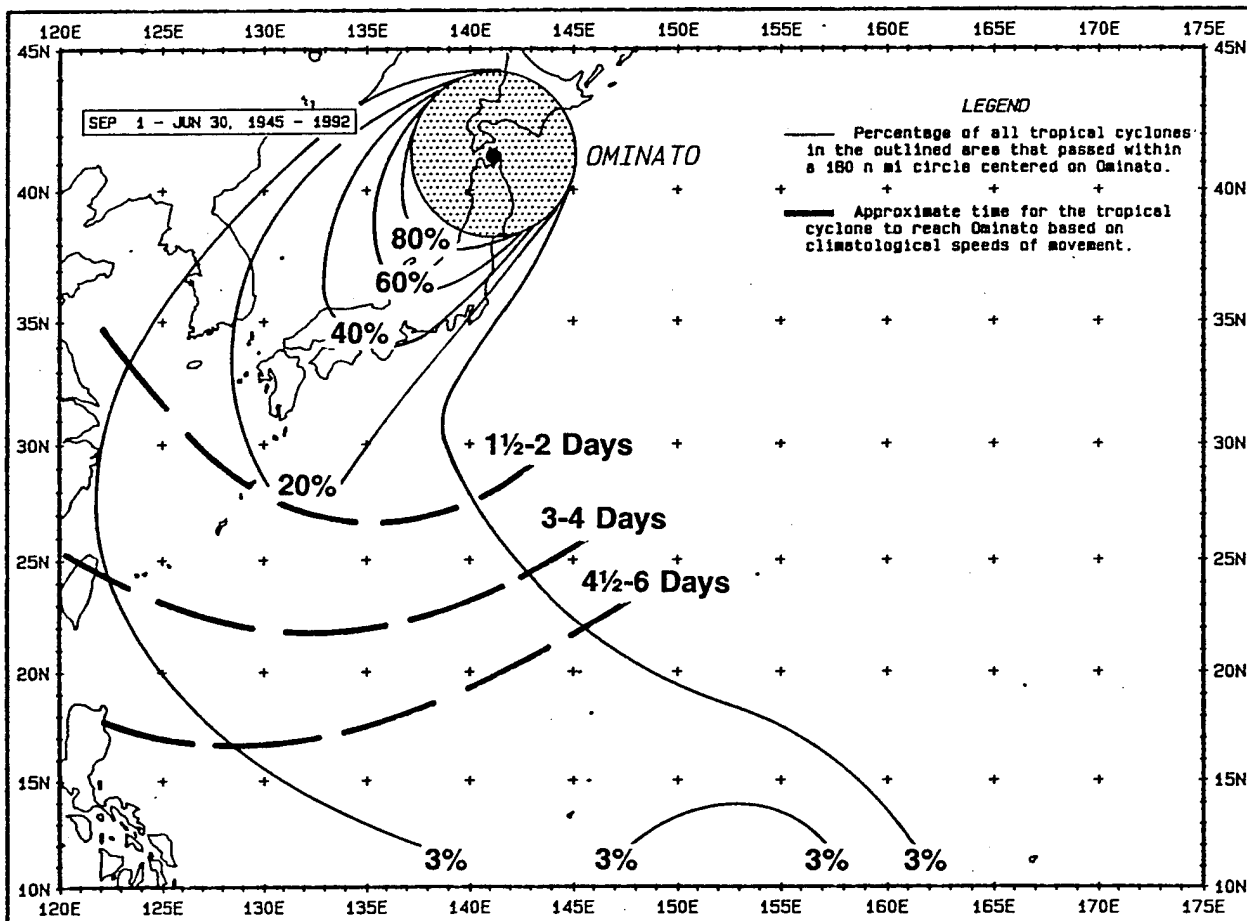 120E 125E 130E 135E 140E 145E 150E 155E 160E 165E 170E 175E
45N 45N
LEGEND
SEP 1 - JUN 30, 1945 - 1992
Percentage of all tropical cyclones
in the outlined area that passed within
a 180 n mi circle centered on Ominato.
OMINATO
40N 40N
Approximate time for the tropical
cyclone to reach Ominato based on
climatological speeds of movement.
80%
60%
35N 35N
40%
30N 30N
1½-2 Days
20%
3-4 Days
25N 25N
4½-6 Days
20N 20N
15N 15N
3% 3% 3% 3%
10N 10N
120E 125E 130E 135E 140E 145E 150E 155E 160E 165E 170E 175E